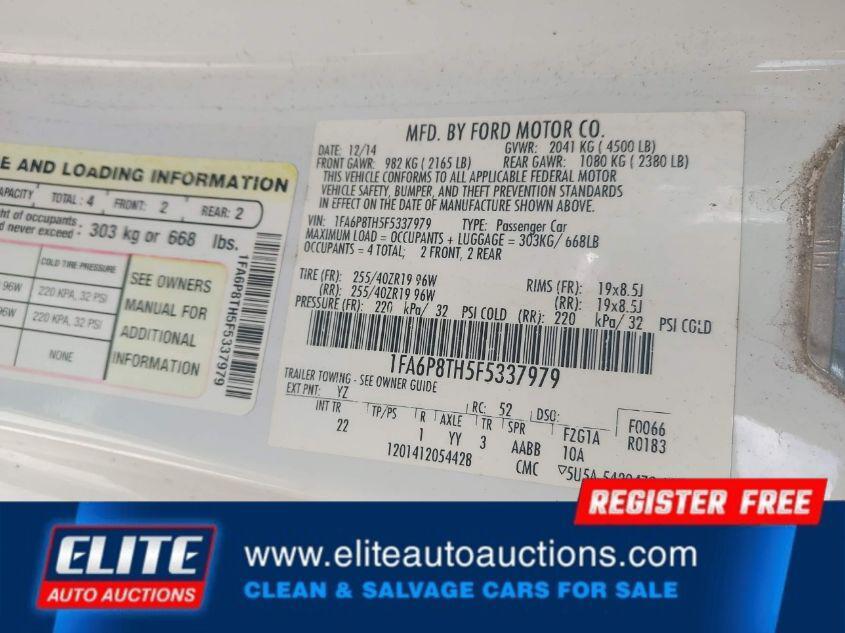 E AND LOADING INFORMATION
CAPACITY TOTAL: 4 FRONT: 2 REAR: 2
ht of occupants
d never exceed - 303 kg or 668 lbs.
COLD TIRE PRESSURE
96W 220 KPA, 32 PSI
96W 220 KPA, 32 PSI
NONE
SEE OWNERS
MANUAL FOR
ADDITIONAL
INFORMATION
1FA6P8TH5F5337979
MFD. BY FORD MOTOR CO.
DATE: 12/14 GVWR: 2041 KG ( 4500 LB)
FRONT GAWR: 982 KG ( 2165 LB) REAR GAWR: 1080 KG ( 2380 LB)
THIS VEHICLE CONFORMS TO ALL APPLICABLE FEDERAL MOTOR
VEHICLE SAFETY, BUMPER, AND THEFT PREVENTION STANDARDS
IN EFFECT ON THE DATE OF MANUFACTURE SHOWN ABOVE.
VIN: 1FA6P8TH5F5337979 TYPE: Passenger Car
MAXIMUM LOAD = OCCUPANTS + LUGGAGE = 303KG/ 668LB
OCCUPANTS = 4 TOTAL; 2 FRONT, 2 REAR
TIRE (FR): 255/40ZR19 96W RIMS (FR): 19x8.5J
(RR): 255/40ZR19 96W (RR): 19x8.5J
PRESSURE (FR): 220 kPa/ 32 PSI COLD (RR): 220 kPa/ 32 PSI COLD
1FA6P8TH5F5337979
TRAILER TOWING - SEE OWNER GUIDE
EXT PNT: YZ RC: 52 DSO: F0066
INT TR TP/PS R AXLE TR SPR F2G1A R0183
22 1 YY 3 AABB 10A
1201412054428 CMC
REGISTER FREE
ELITE
AUTO AUCTIONS
www.eliteautoauctions.com
CLEAN & SALVAGE CARS FOR SALE